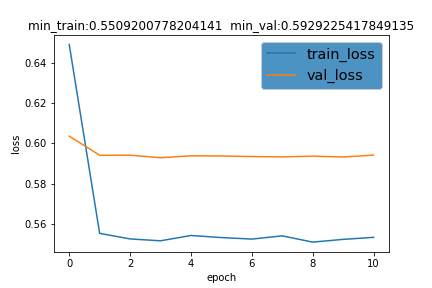 min_train:0.5509200778204141 min_val:0.5929225417849135
train_loss
val_loss
loss
0.64
0.62
0.60
0.58
0.56
0 2 4 6 8 10
epoch